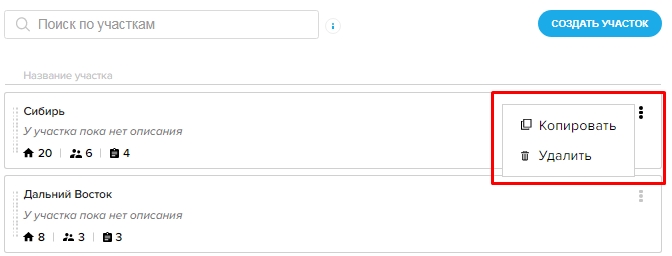 Поиск по участкам
i
СОЗДАТЬ УЧАСТОК
Название участка
Сибирь
У участка пока нет описания
20 6 4
Копировать
Удалить
Дальний Восток
У участка пока нет описания
8 3 3